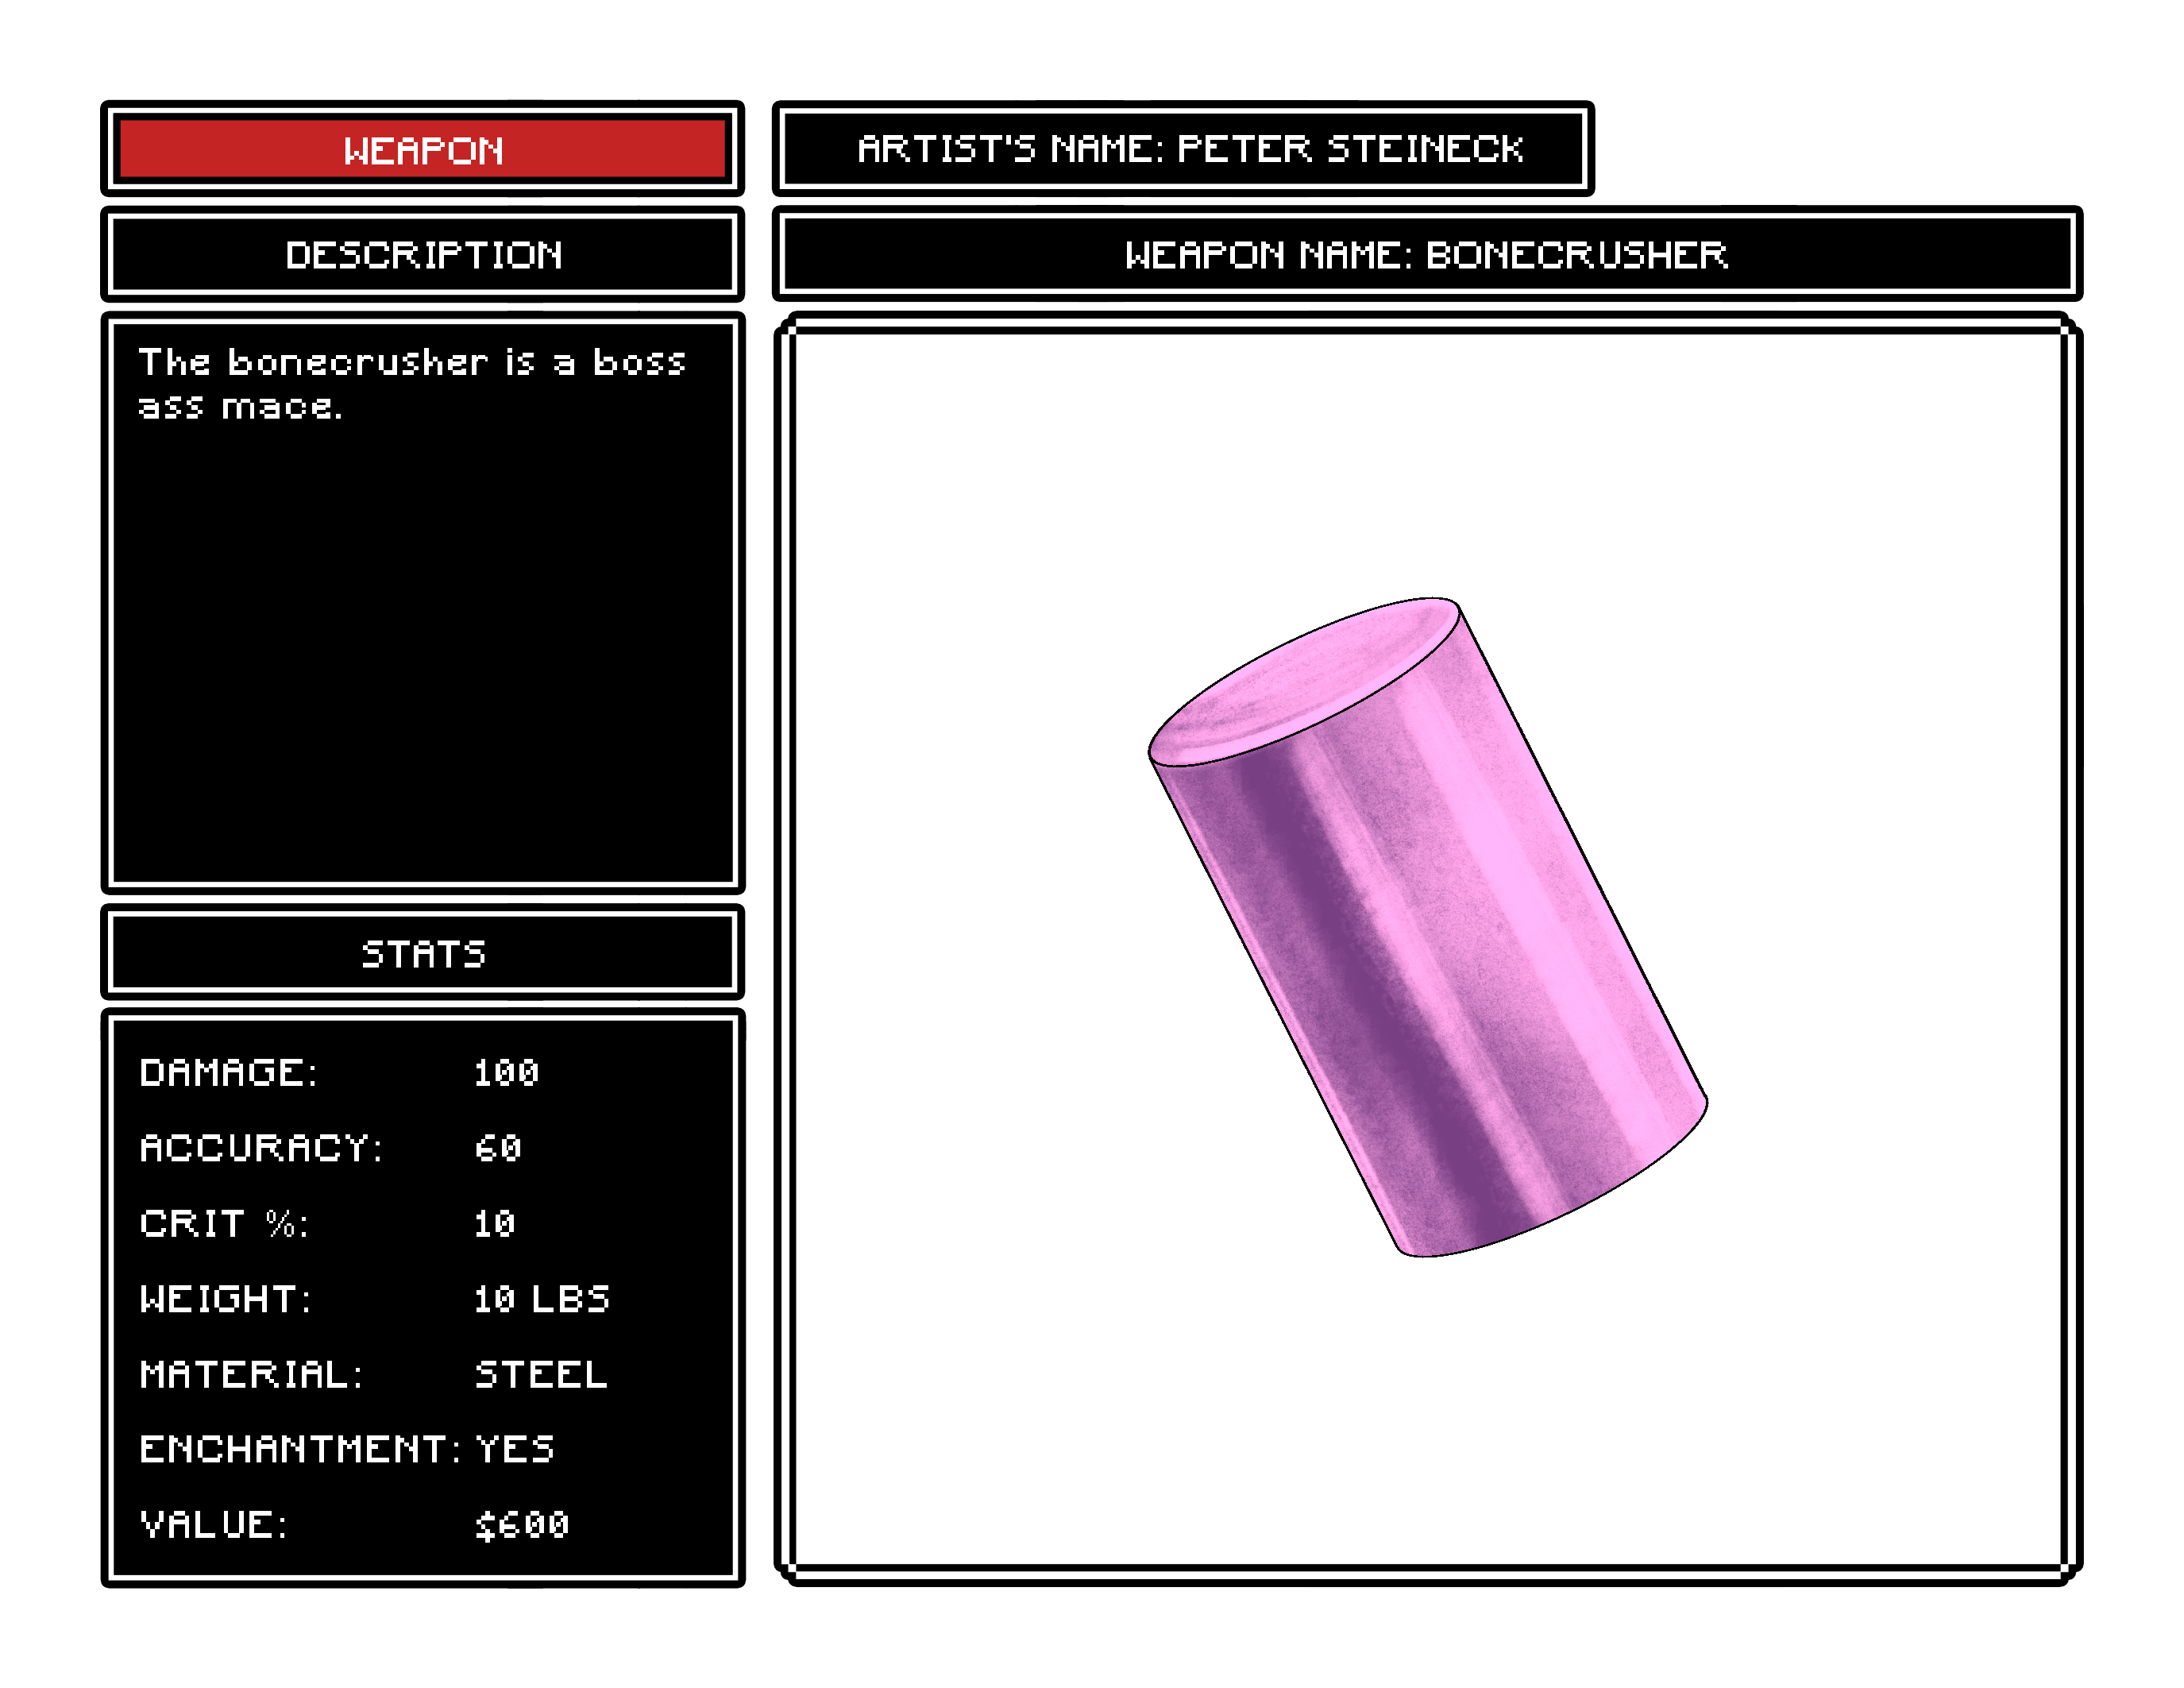 WEAPON
ARTIST'S NAME: PETER STEINECK
DESCRIPTION
WEAPON NAME: BONECRUSHER
The bonecrusher is a boss
ass mace.
STATS
DAMAGE: 100
ACCURACY: 60
CRIT %: 10
WEIGHT: 10 LBS
MATERIAL: STEEL
ENCHANTMENT: YES
VALUE: $600